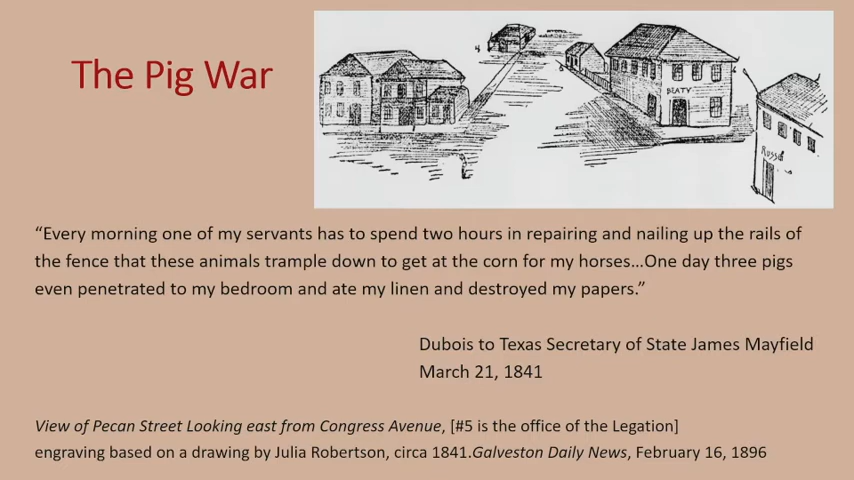 The Pig War
4
BEATY
“Every morning one of my servants has to spend two hours in repairing and nailing up the rails of
the fence that these animals trample down to get at the corn for my horses…One day three pigs
even penetrated to my bedroom and ate my linen and destroyed my papers.”
Dubois to Texas Secretary of State James Mayfield
March 21, 1841
View of Pecan Street Looking east from Congress Avenue, [#5 is the office of the Legation]
engraving based on a drawing by Julia Robertson, circa 1841.Galveston Daily News, February 16, 1896